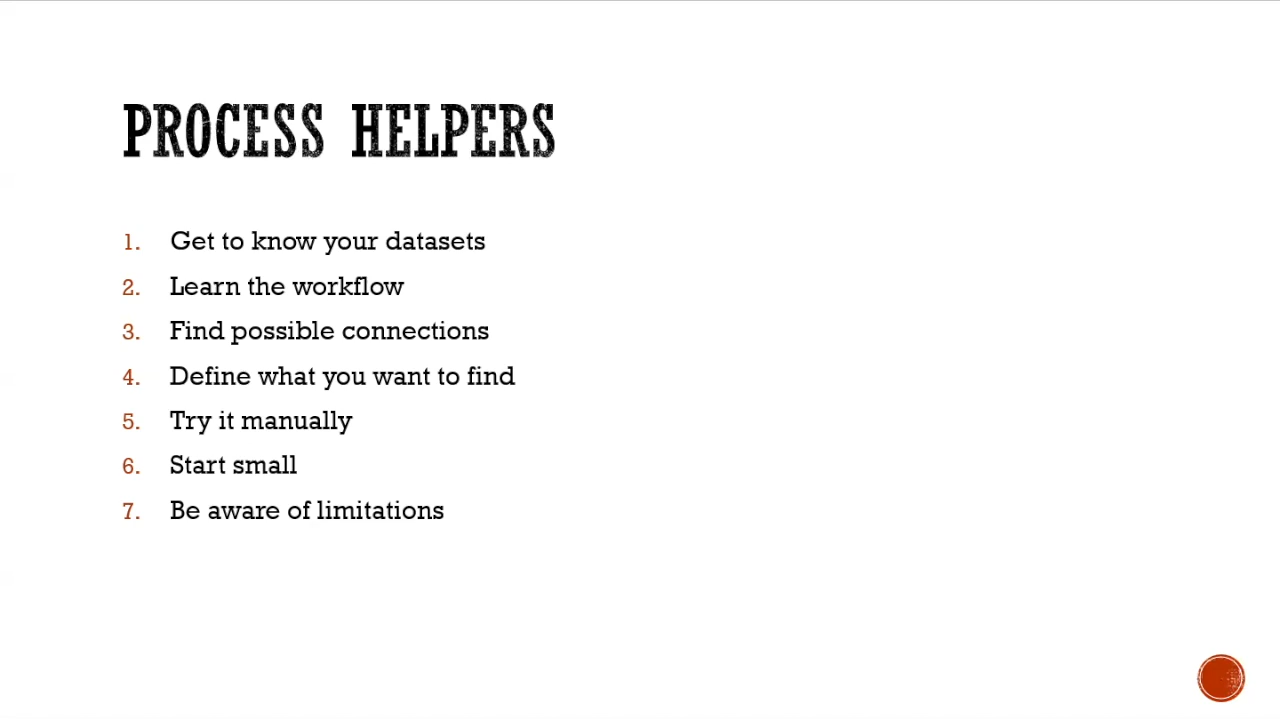 PROCESS HELPERS
1. Get to know your datasets
2. Learn the workflow
3. Find possible connections
4. Define what you want to find
5. Try it manually
6. Start small
7. Be aware of limitations